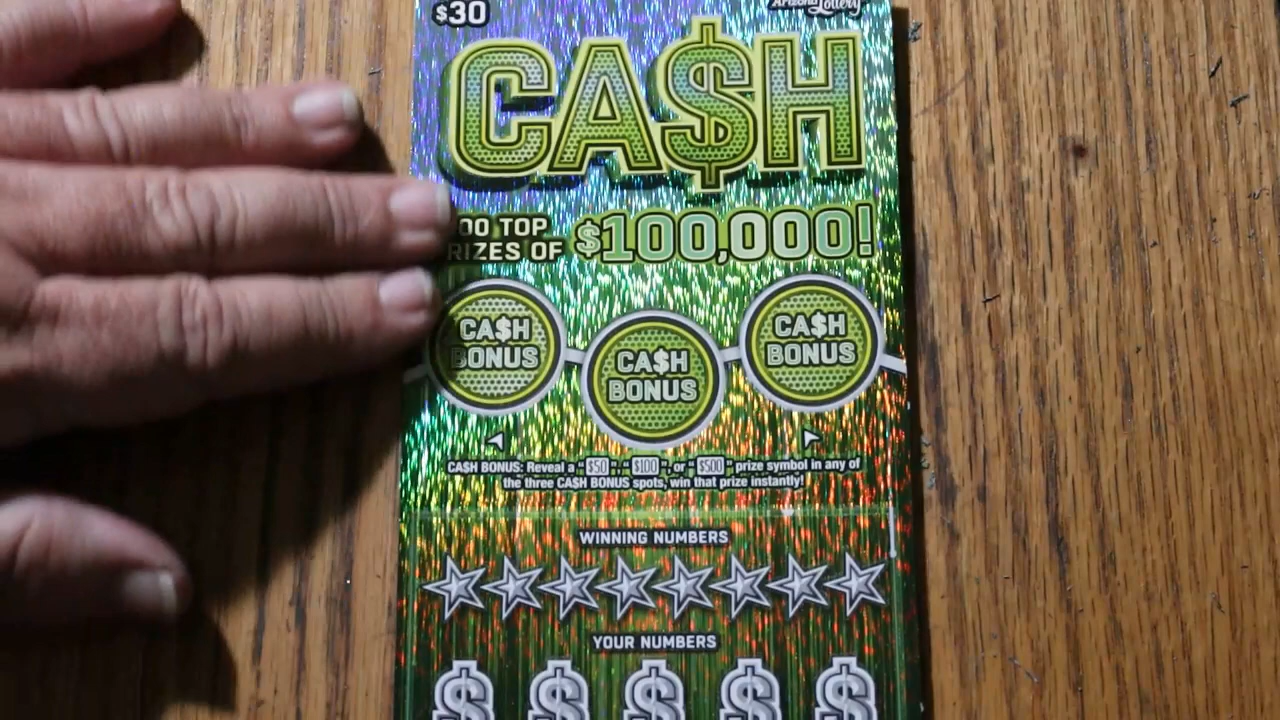 $30
Arizona Lottery
CA$H
00 TOP
RIZES OF $100,000!
CA$H
BONUS
CA$H
BONUS
CA$H
BONUS
CA$H BONUS: Reveal a "$50", "$100", or "$500" prize symbol in any of
the three CA$H BONUS spots, win that prize instantly!
WINNING NUMBERS
YOUR NUMBERS
$ $ $ $ $